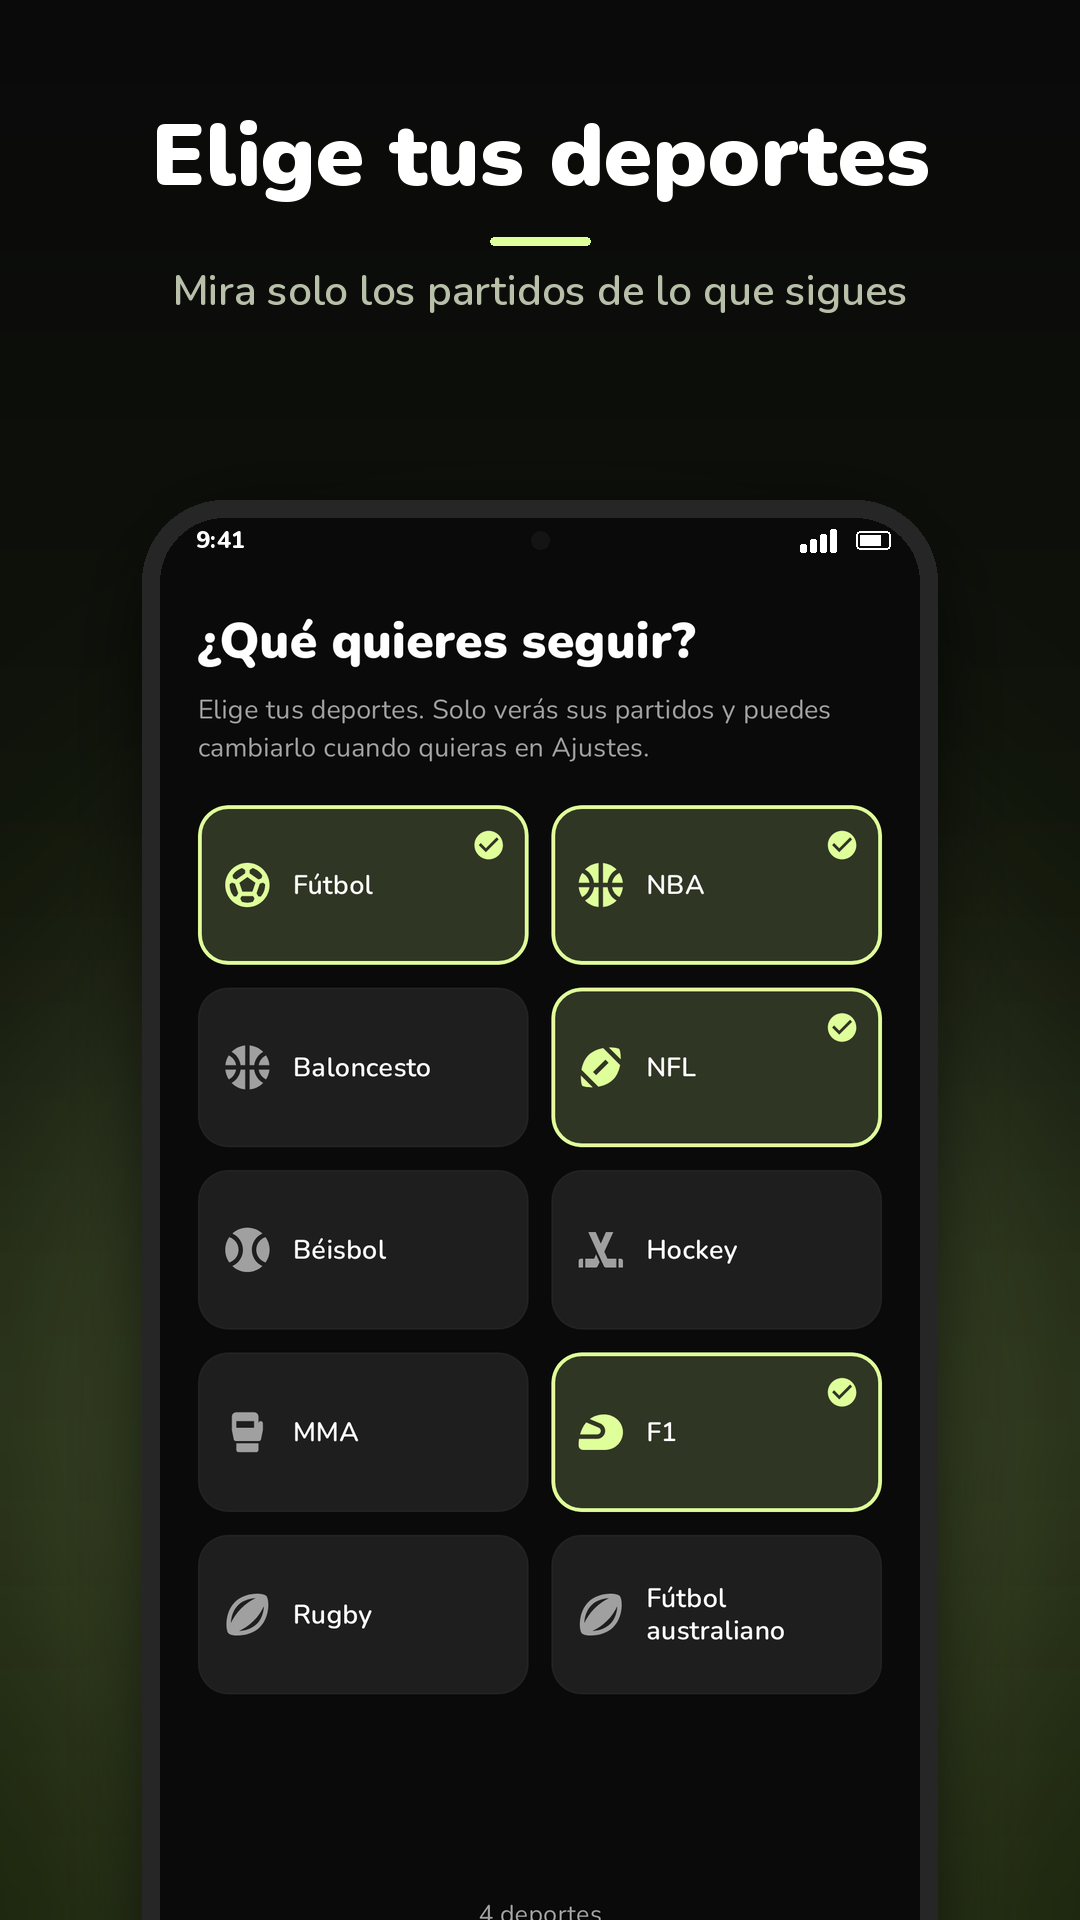 Elige tus deportes
Mira solo los partidos de lo que sigues
9:41
¿Qué quieres seguir?
Elige tus deportes. Solo verás sus partidos y puedes
cambiarlo cuando quieras en Ajustes.
Fútbol
NBA
Baloncesto
NFL
Béisbol
Hockey
MMA
F1
Rugby
Fútbol
australiano
4 deportes